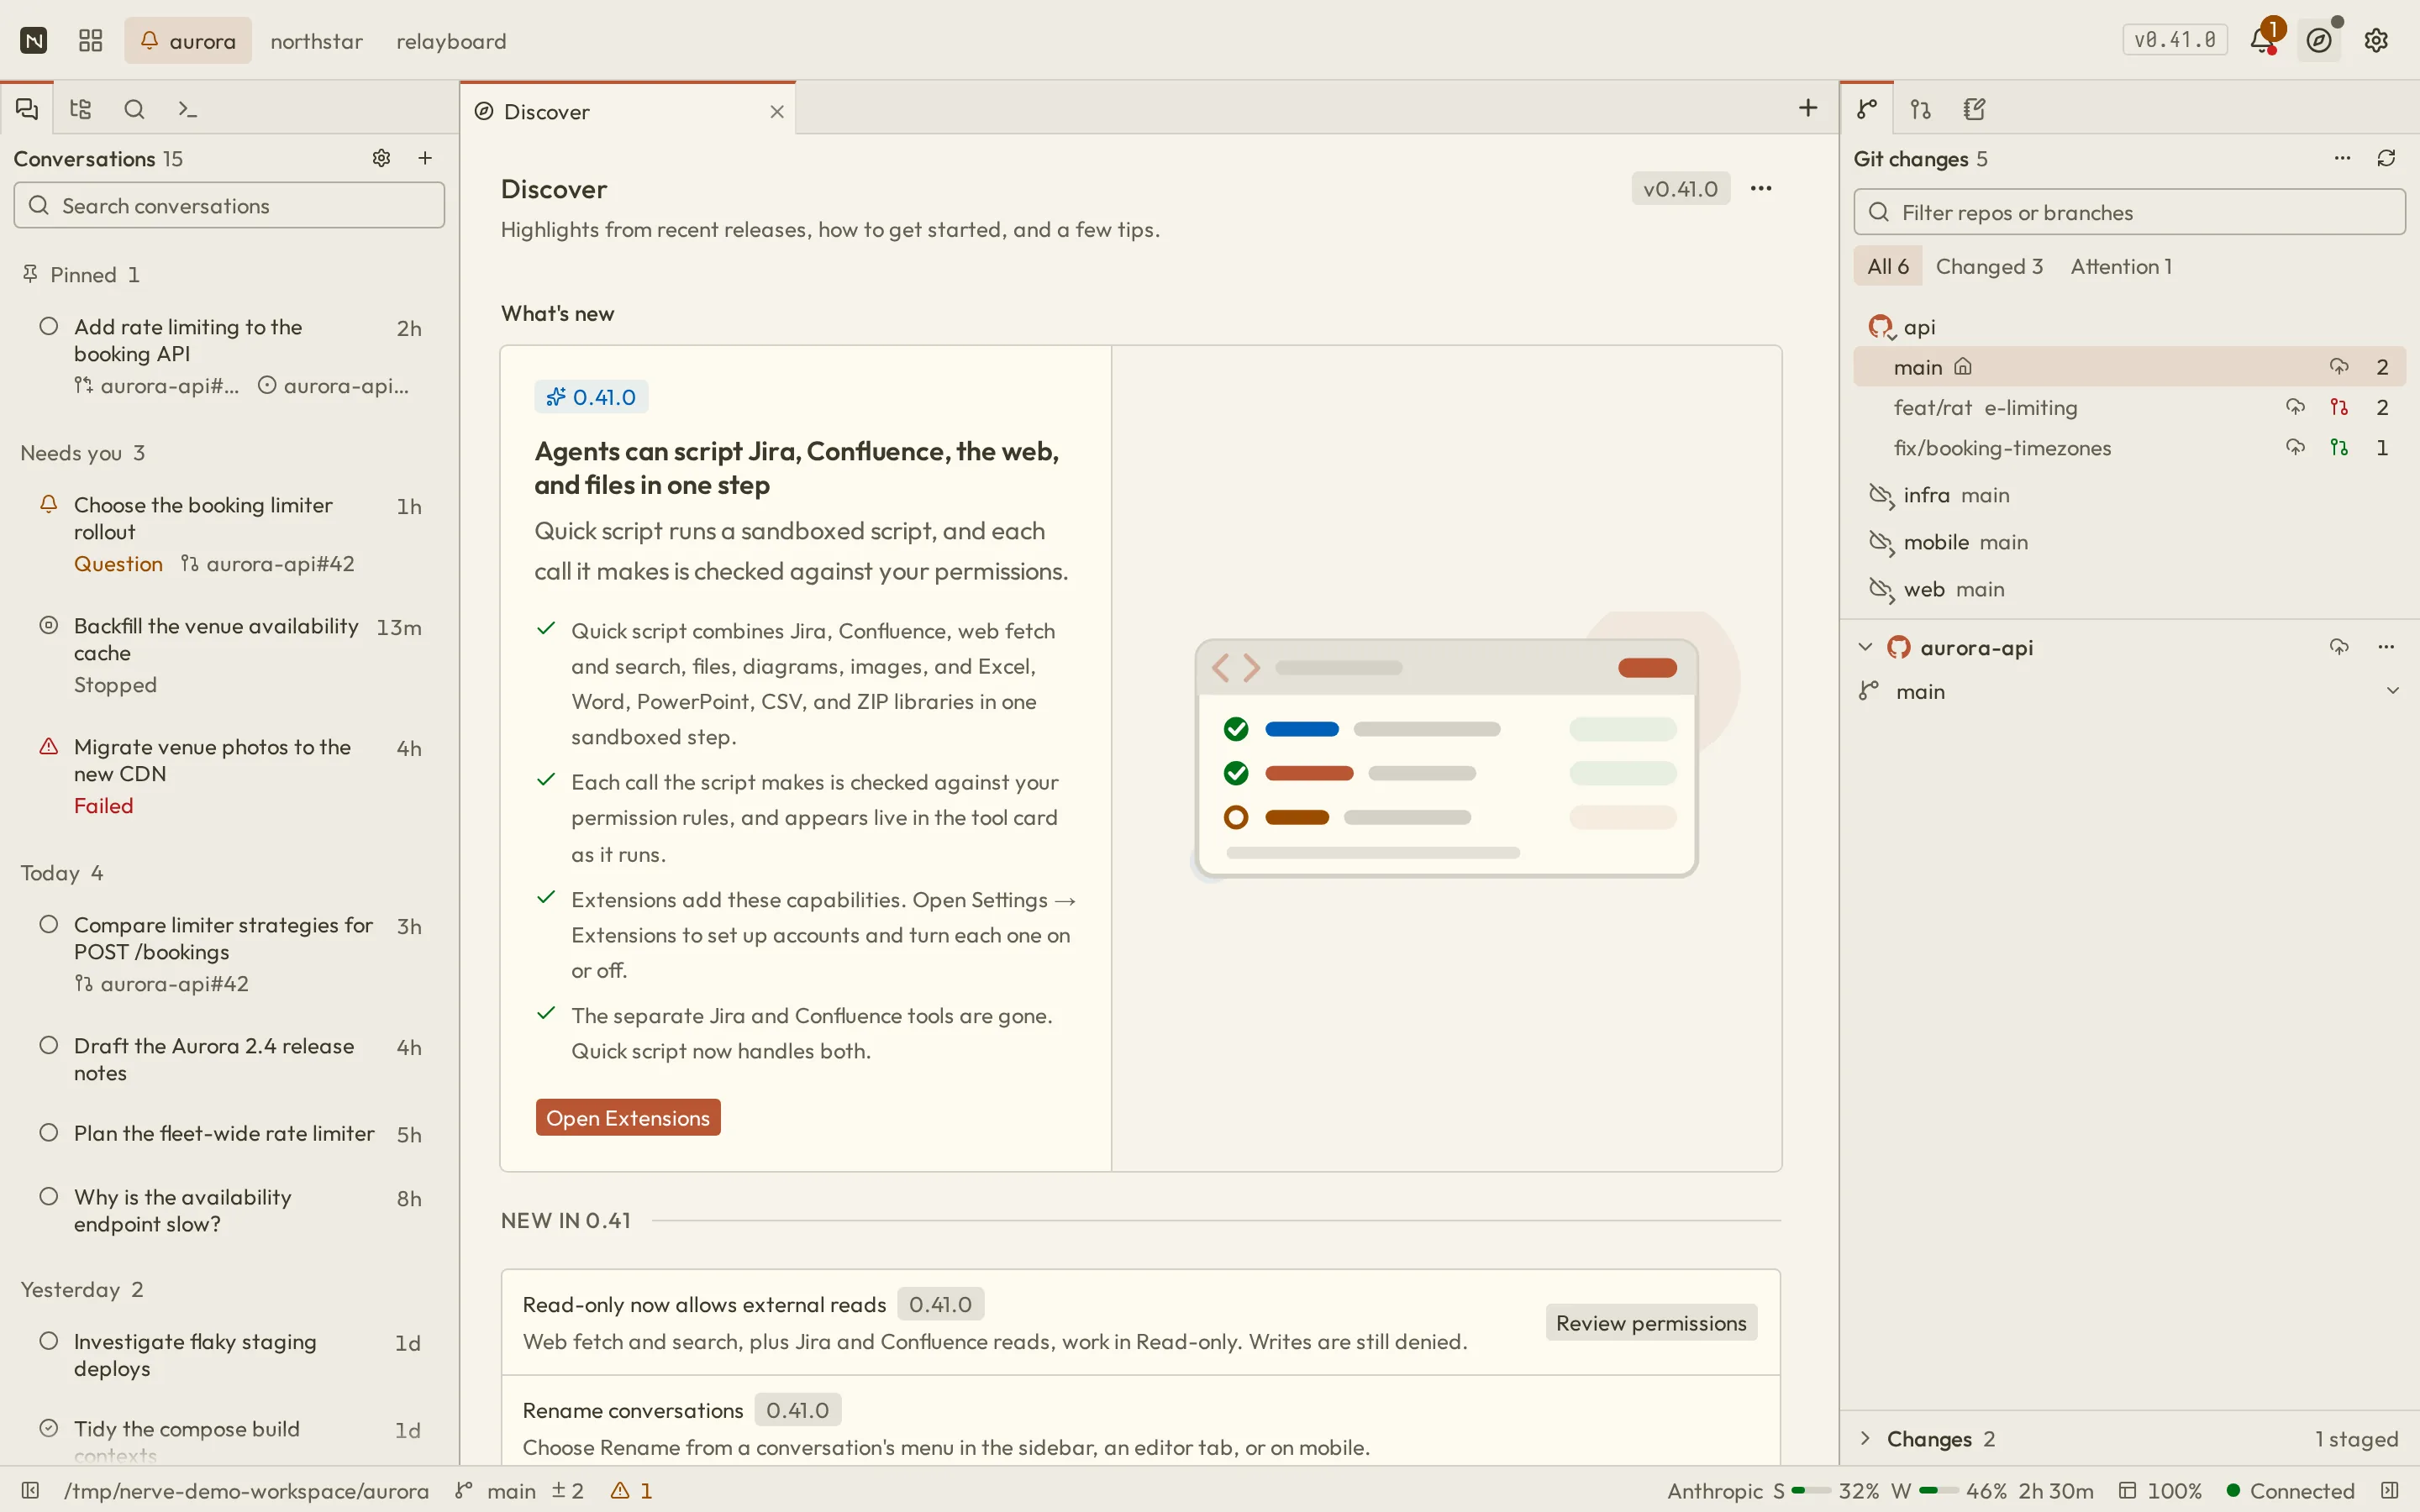 aurora
northstar
relayboard
v0.41.0
1
Conversations 15
Search conversations
Pinned 1
Add rate limiting to the
booking API
2h
aurora-api#...
aurora-api...
Needs you 3
Choose the booking limiter
rollout
1h
Question
aurora-api#42
Backfill the venue availability
cache
13m
Stopped
Migrate venue photos to the
new CDN
4h
Failed
Today 4
Compare limiter strategies for
POST /bookings
3h
aurora-api#42
Draft the Aurora 2.4 release
notes
4h
Plan the fleet-wide rate limiter
5h
Why is the availability
endpoint slow?
8h
Yesterday 2
Investigate flaky staging
deploys
1d
Tidy the compose build
contexts
1d
Discover
Discover
v0.41.0
Highlights from recent releases, how to get started, and a few tips.
What's new
0.41.0
Agents can script Jira, Confluence, the web,
and files in one step
Quick script runs a sandboxed script, and each
call it makes is checked against your permissions.
Quick script combines Jira, Confluence, web fetch
and search, files, diagrams, images, and Excel,
Word, PowerPoint, CSV, and ZIP libraries in one
sandboxed step.
Each call the script makes is checked against your
permission rules, and appears live in the tool card
as it runs.
Extensions add these capabilities. Open Settings →
Extensions to set up accounts and turn each one on
or off.
The separate Jira and Confluence tools are gone.
Quick script now handles both.
Open Extensions
NEW IN 0.41
Read-only now allows external reads 0.41.0
Web fetch and search, plus Jira and Confluence reads, work in Read-only. Writes are still denied.
Review permissions
Rename conversations 0.41.0
Choose Rename from a conversation's menu in the sidebar, an editor tab, or on mobile.
Git changes 5
Filter repos or branches
All 6
Changed 3
Attention 1
api
main
2
feat/rat e-limiting
2
fix/booking-timezones
1
infra main
mobile main
web main
aurora-api
main
Changes 2
1 staged
/tmp/nerve-demo-workspace/aurora
main ±2
1
Anthropic S 32% W 46% 2h 30m
100%
Connected